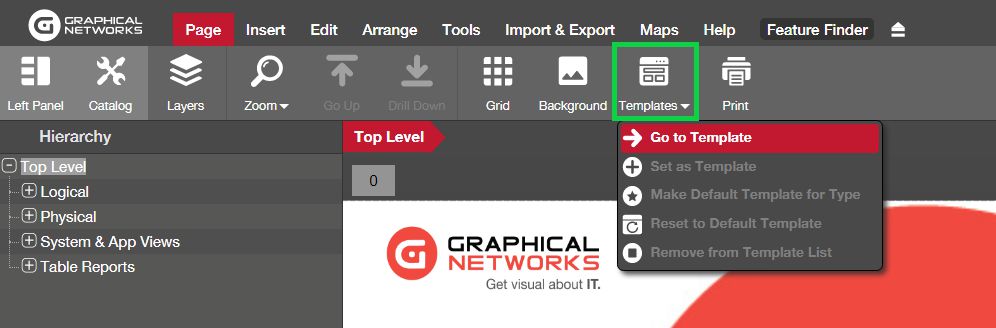 GRAPHICAL
NETWORKS
Page Insert Edit Arrange Tools Import & Export Maps Help Feature Finder
Left Panel Catalog Layers Zoom Go Up Drill Down Grid Background Templates Print
Hierarchy
Top Level
Logical
Physical
System & App Views
Table Reports
Top Level
0
Go to Template
Set as Template
Make Default Template for Type
Reset to Default Template
Remove from Template List
GRAPHICAL
NETWORKS
Get visual about IT.